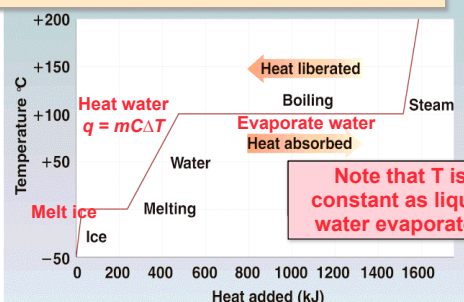 +200
+150
+100
+50
0
−50
Temperature °C
Heat liberated
Heat water
q = mCΔT
Boiling
Steam
Evaporate water
Heat absorbed
Water
Note that T is
constant as
water
Melt ice
Melting
Ice
0 200 400 600 800 1000 1200 1400 1600
Heat added (kJ)